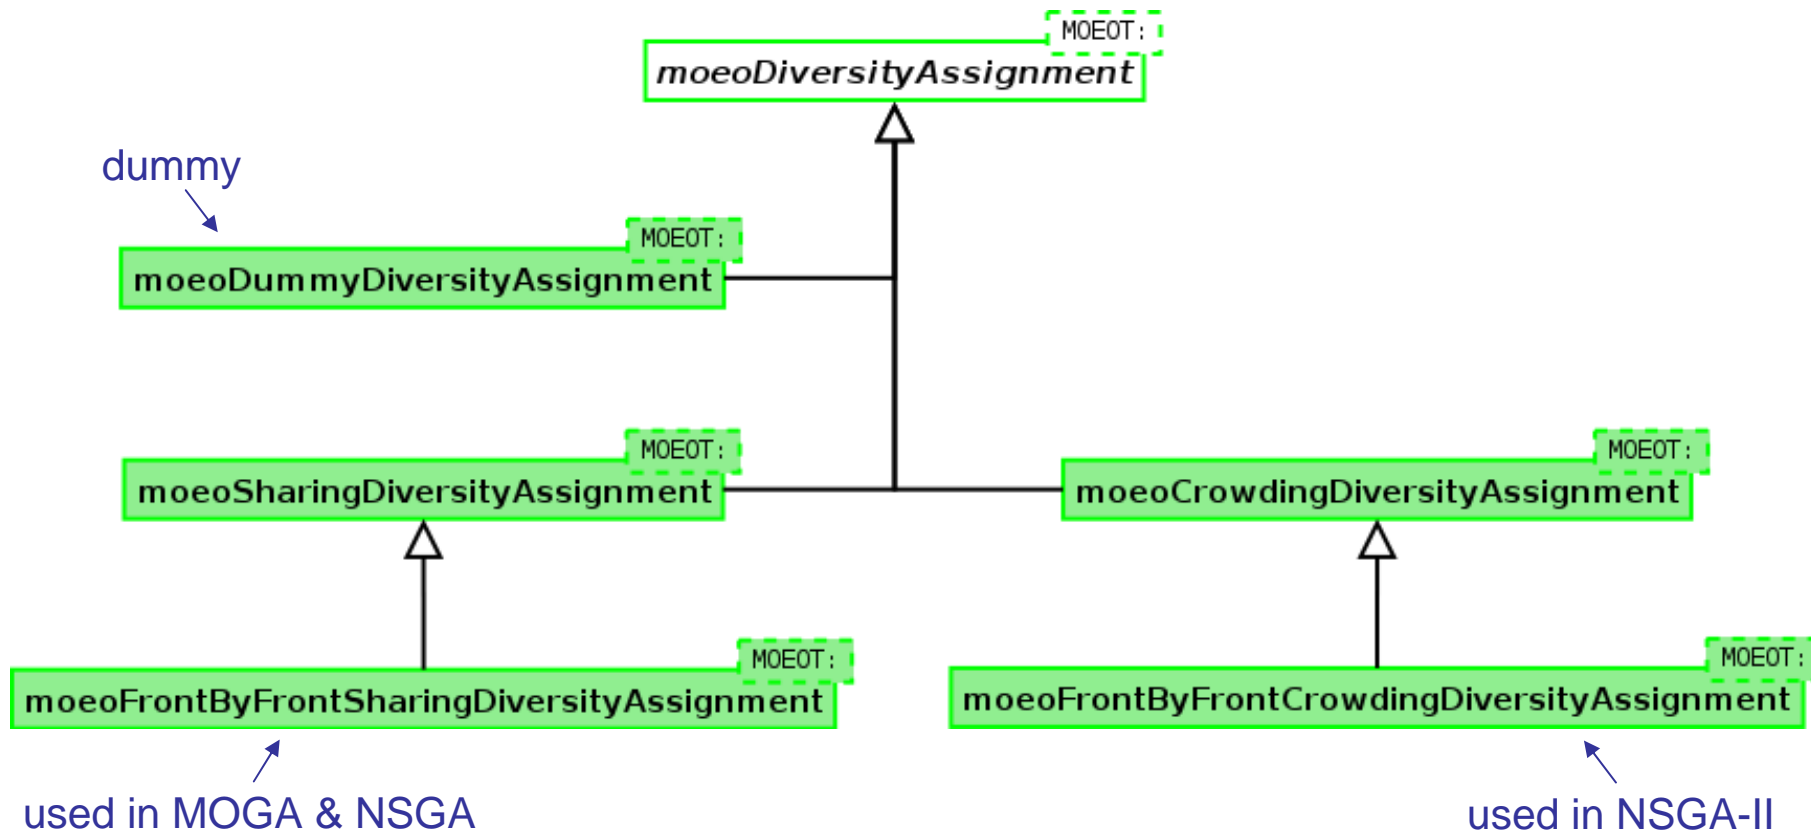 MOEOT:
moeoDiversityAssignment
dummy
MOEOT:
moeoDummyDiversityAssignment
MOEOT:
moeoSharingDiversityAssignment
MOEOT:
moeoCrowdingDiversityAssignment
MOEOT:
moeoFrontByFrontSharingDiversityAssignment
MOEOT:
moeoFrontByFrontCrowdingDiversityAssignment
used in MOGA & NSGA
used in NSGA-II